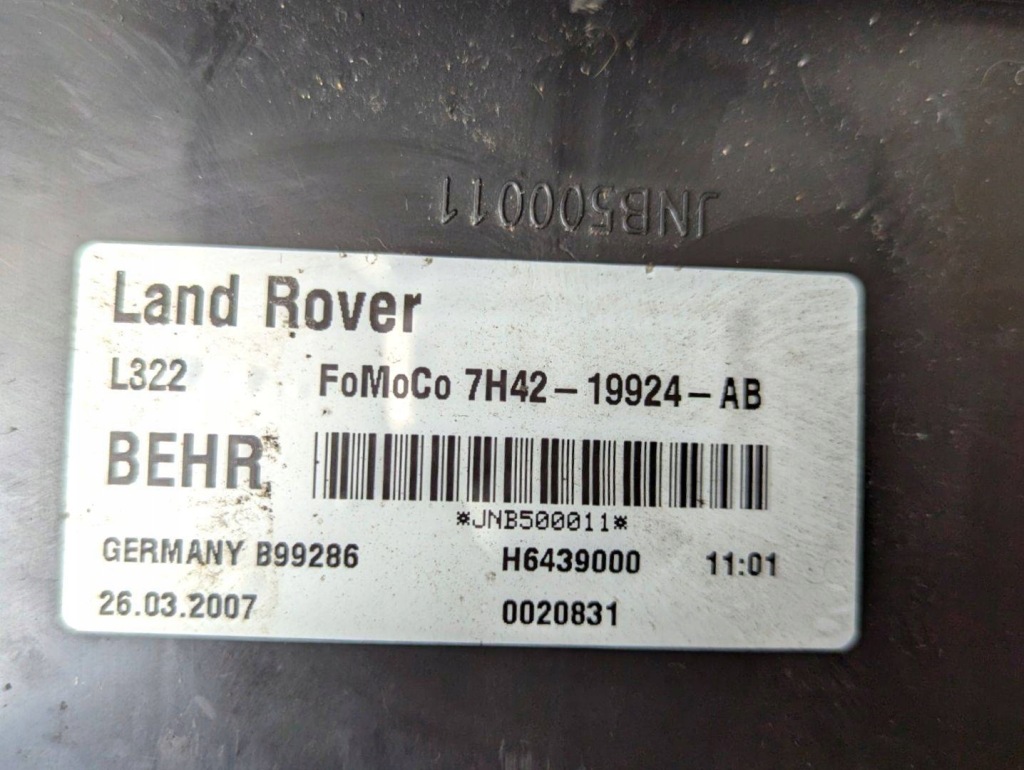 JNB500011
Land Rover
L322 FoMoCo 7H42-19924-AB
BEHR
*JNB500011*
GERMANY B99286 H6439000 11:01
26.03.2007 0020831